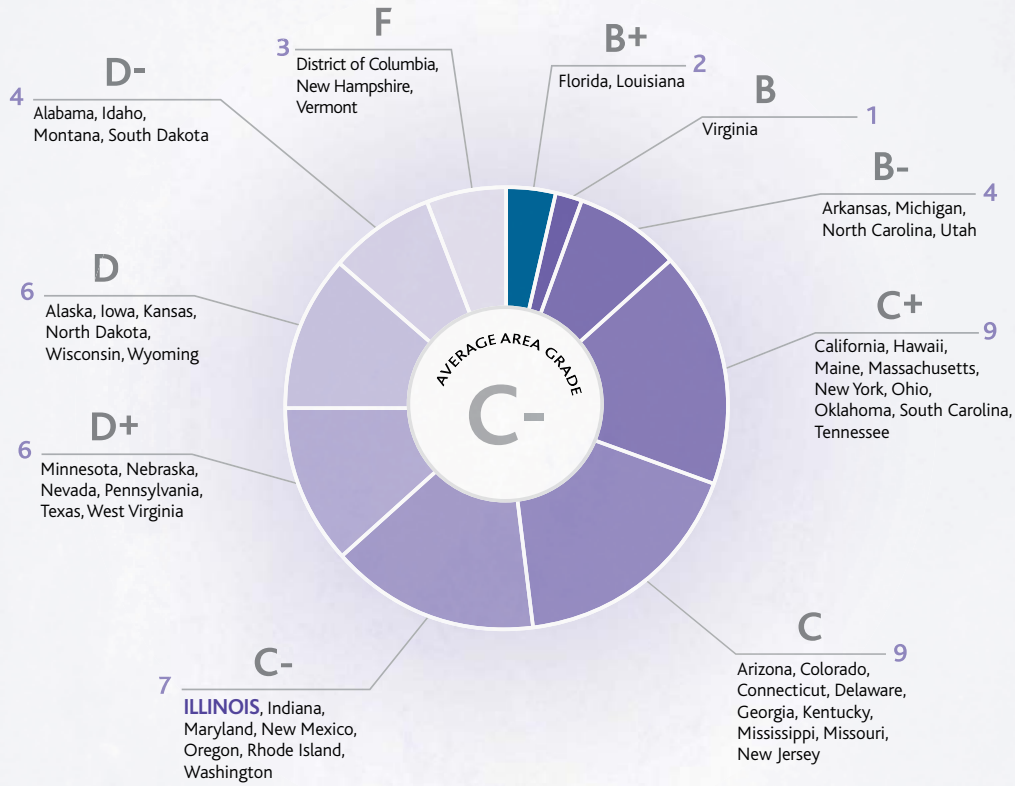 F
3
District of Columbia,
New Hampshire,
Vermont
B+
2
Florida, Louisiana
B
1
Virginia
B-
4
Arkansas, Michigan,
North Carolina, Utah
C+
9
California, Hawaii,
Maine, Massachusetts,
New York, Ohio,
Oklahoma, South Carolina,
Tennessee
C
9
Arizona, Colorado,
Connecticut, Delaware,
Georgia, Kentucky,
Mississippi, Missouri,
New Jersey
C-
7
ILLINOIS, Indiana,
Maryland, New Mexico,
Oregon, Rhode Island,
Washington
D+
6
Minnesota, Nebraska,
Nevada, Pennsylvania,
Texas, West Virginia
D
6
Alaska, Iowa, Kansas,
North Dakota,
Wisconsin, Wyoming
D-
4
Alabama, Idaho,
Montana, South Dakota
AVERAGE AREA GRADE
C-